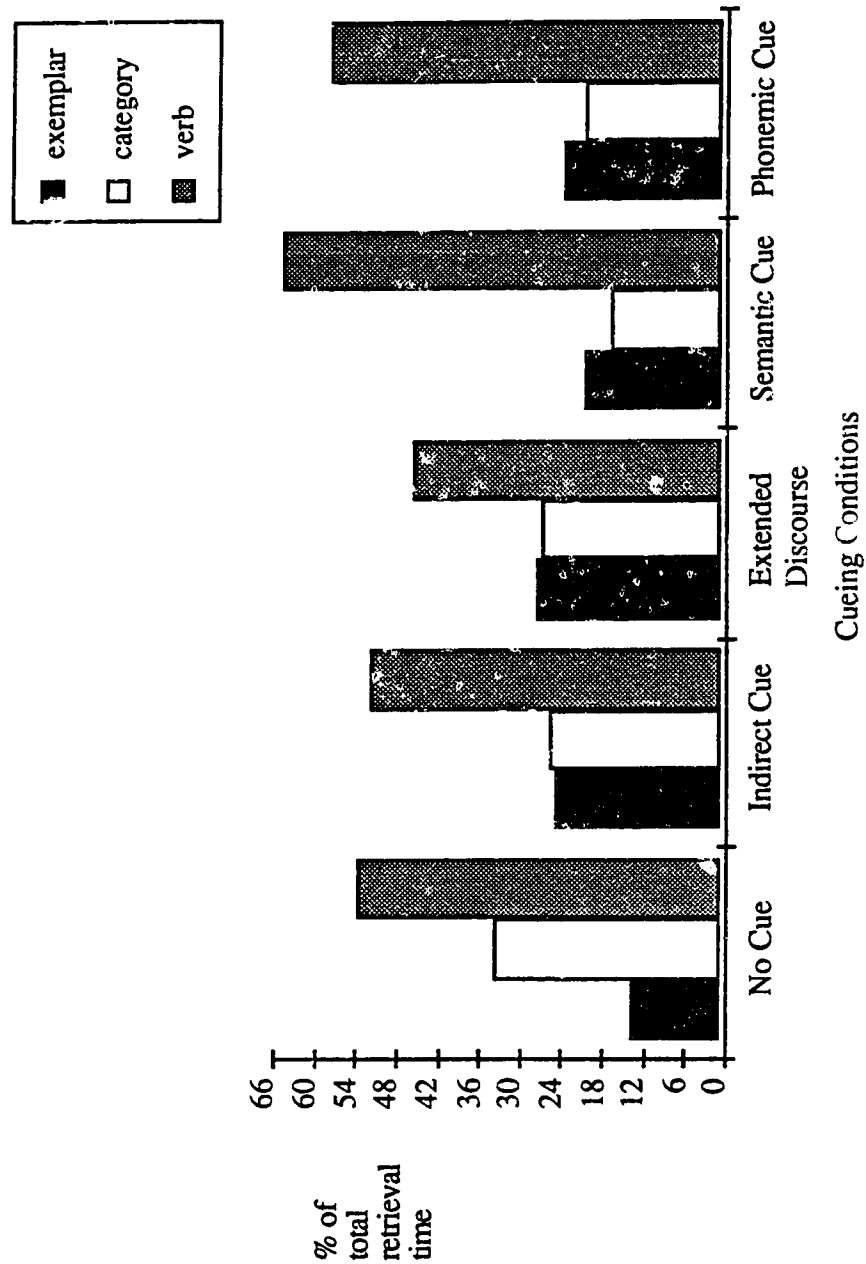 exemplar
category
verb
% of
total
retrieval
time
66
60
54
48
42
36
30
24
18
12
6
0
No Cue
Indirect Cue
Extended
Discourse
Semantic Cue
Phonemic Cue
Cueing Conditions